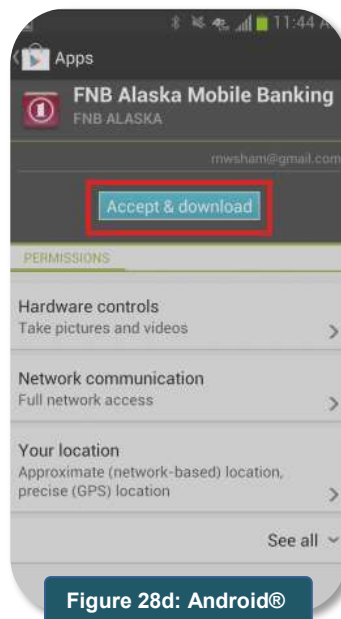 11:44
Apps
FNB Alaska Mobile Banking
FNB ALASKA
mwsham@gmail.com
Accept & download
PERMISSIONS
Hardware controls
Take pictures and videos
Network communication
Full network access
Your location
Approximate (network-based) location,
precise (GPS) location
See all
Figure 28d: Android®